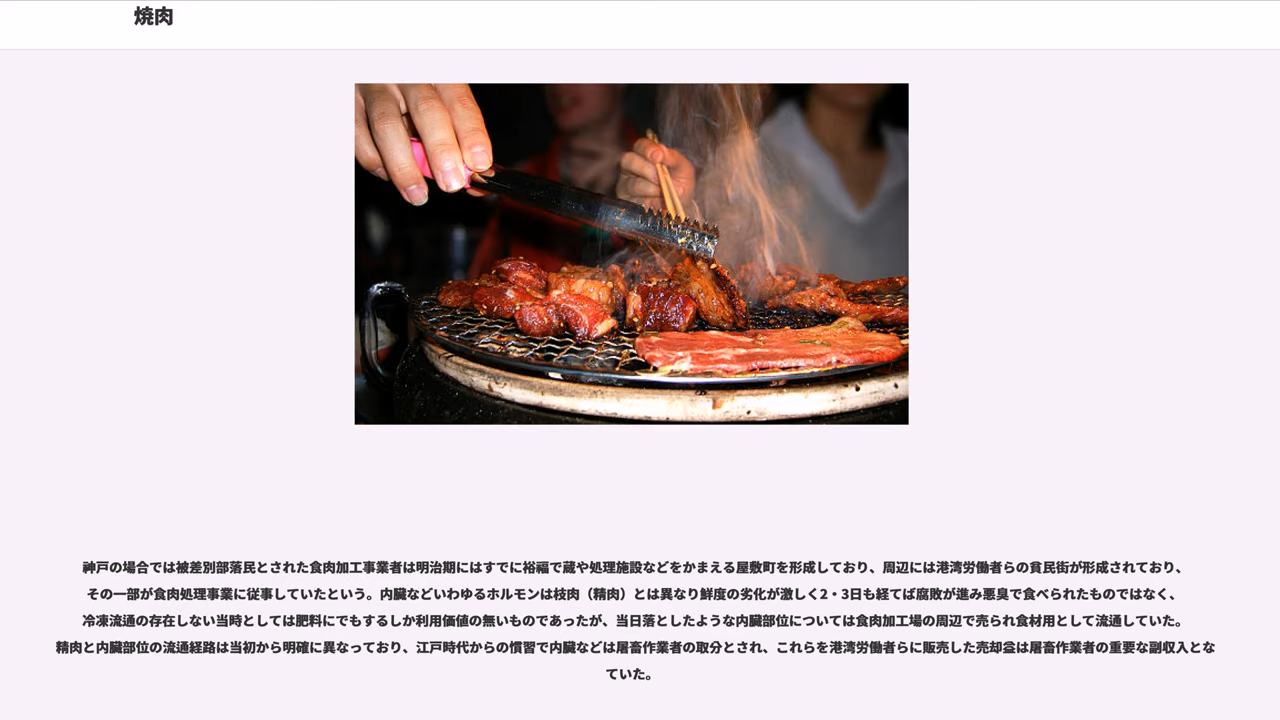 焼肉
神戸の場合では被差別部落民とされた食肉加工事業者は明治期にはすでに裕福で蔵や処理施設などをかまえる屋敷町を形成しており、周辺には港湾労働者らの貧民街が形成されており、
その一部が食肉処理事業に従事していたという。内臓などいわゆるホルモンは枝肉（精肉）とは異なり鮮度の劣化が激しく2・3日も経てば腐敗が進み悪臭で食べられたものではなく、
冷凍流通の存在しない当時としては肥料にでもするしか利用価値の無いものであったが、当日落としたような内臓部位については食肉加工場の周辺で売られ食材用として流通していた。
精肉と内臓部位の流通経路は当初から明確に異なっており、江戸時代からの慣習で内臓などは屠畜作業者の取分とされ、これらを港湾労働者らに販売した売却益は屠畜作業者の重要な副収入とな
ていた。